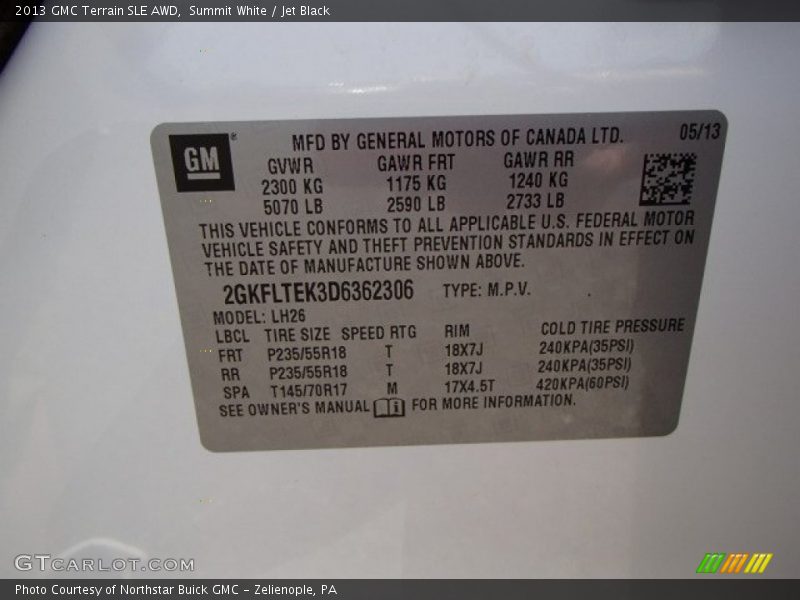 2013 GMC Terrain SLE AWD, Summit White / Jet Black
GM
MFD BY GENERAL MOTORS OF CANADA LTD. 05/13
GVWR GAWR FRT GAWR RR
2300 KG 1175 KG 1240 KG
5070 LB 2590 LB 2733 LB
THIS VEHICLE CONFORMS TO ALL APPLICABLE U.S. FEDERAL MOTOR
VEHICLE SAFETY AND THEFT PREVENTION STANDARDS IN EFFECT ON
THE DATE OF MANUFACTURE SHOWN ABOVE.
2GKFLTEK3D6362306 TYPE: M.P.V.
MODEL: LH26
LBCL TIRE SIZE SPEED RTG RIM COLD TIRE PRESSURE
FRT P235/55R18 T 18X7J 240KPA(35PSI)
RR P235/55R18 T 18X7J 240KPA(35PSI)
SPA T145/70R17 M 17X4.5T 420KPA(60PSI)
SEE OWNER'S MANUAL i FOR MORE INFORMATION.
GTCARLOT.COM
Photo Courtesy of Northstar Buick GMC - Zelienople, PA